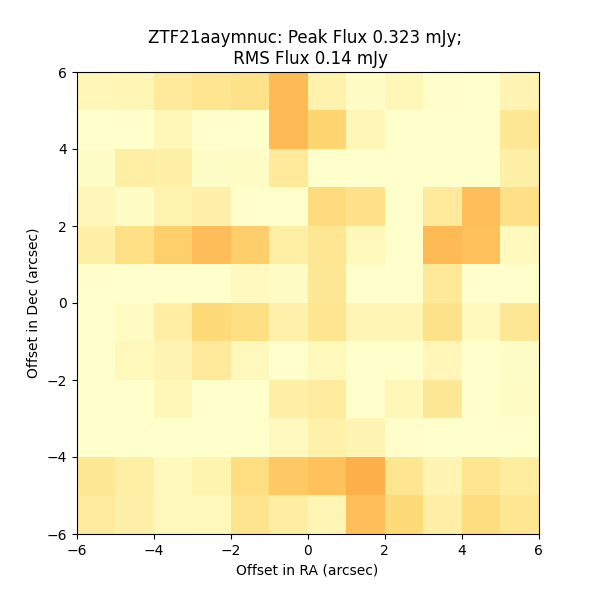 ZTF21aaymnuc: Peak Flux 0.323 mJy;
RMS Flux 0.14 mJy
6
4
2
0
−2
−4
−6
Offset in Dec (arcsec)
−6 −4 −2 0 2 4 6
Offset in RA (arcsec)